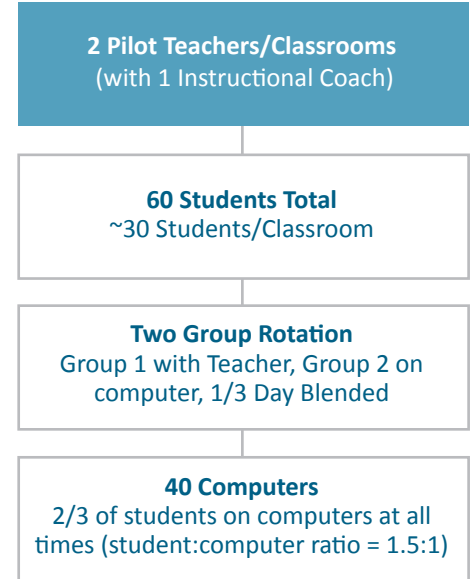 2 Pilot Teachers/Classrooms
(with 1 Instructional Coach)
60 Students Total
~30 Students/Classroom
Two Group Rotation
Group 1 with Teacher, Group 2 on
computer, 1/3 Day Blended
40 Computers
2/3 of students on computers at all
times (student:computer ratio = 1.5:1)